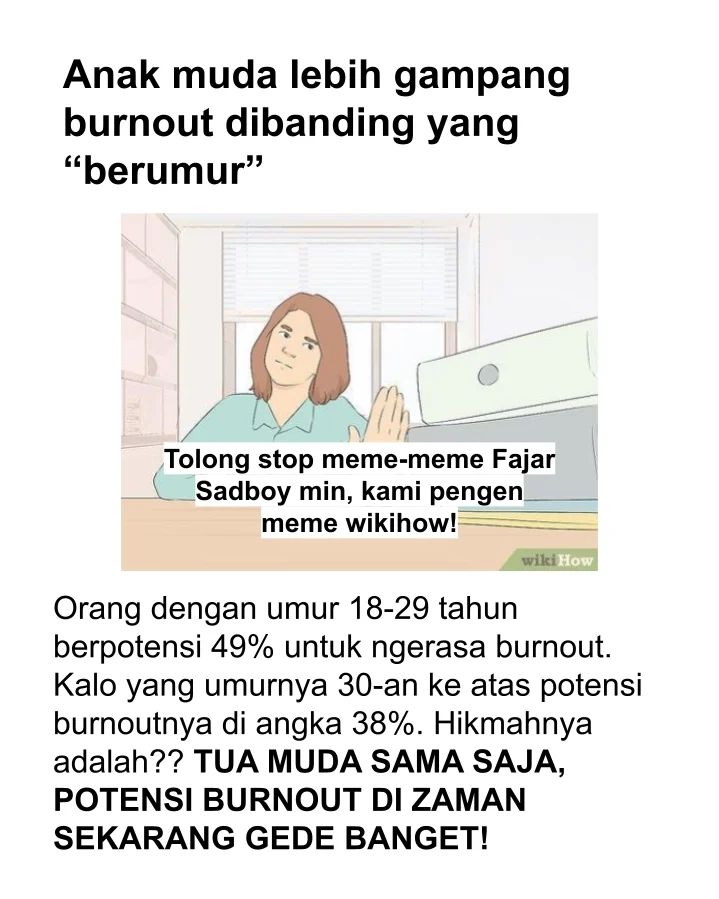 Anak muda lebih gampang
burnout dibanding yang
“berumur”
Tolong stop meme-meme Fajar
Sadboy min, kami pengen
meme wikihow!
wikiHow
Orang dengan umur 18-29 tahun
berpotensi 49% untuk ngerasa burnout.
Kalo yang umurnya 30-an ke atas potensi
burnoutnya di angka 38%. Hikmahnya
adalah?? TUA MUDA SAMA SAJA,
POTENSI BURNOUT DI ZAMAN
SEKARANG GEDE BANGET!